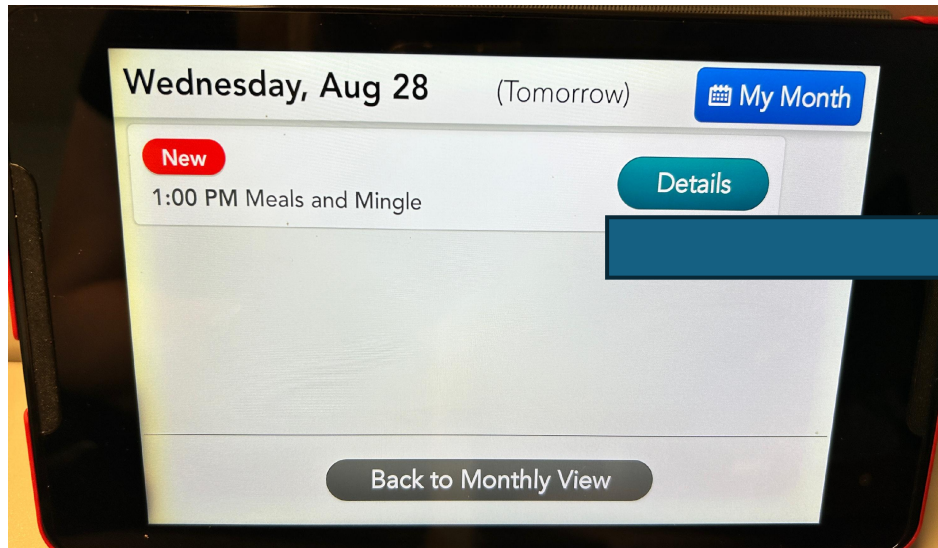 Wednesday, Aug 28 (Tomorrow) My Month
New
1:00 PM Meals and Mingle
Details
Back to Monthly View